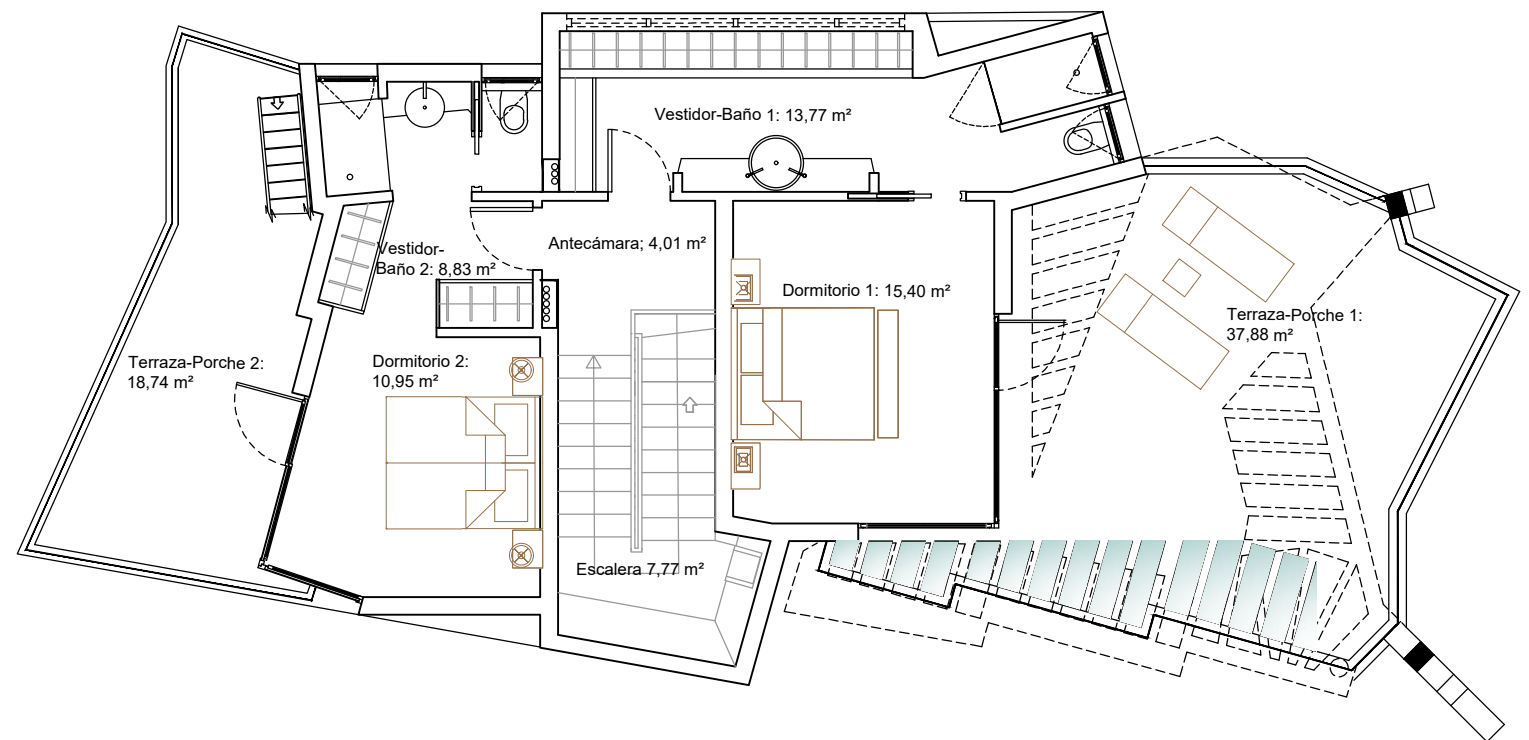 Vestidor-Baño 1: 13,77 m²
Vestidor-
Baño 2: 8,83 m²
Antecámara; 4,01 m²
Dormitorio 1: 15,40 m²
Terraza-Porche 1:
37,88 m²
Terraza-Porche 2:
18,74 m²
Dormitorio 2:
10,95 m²
Escalera 7,77 m²